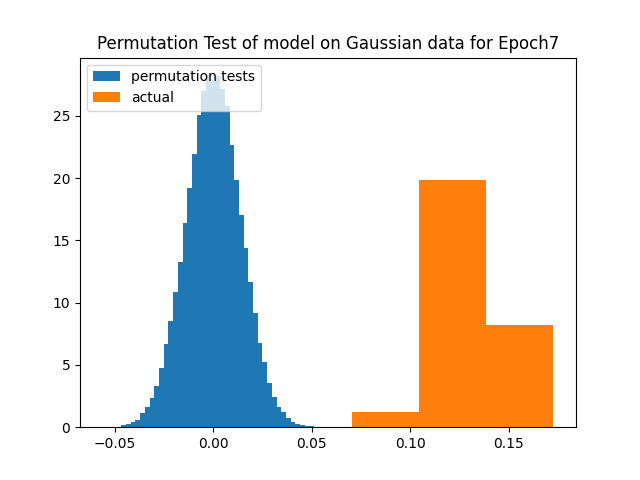 Permutation Test of model on Gaussian data for Epoch7
permutation tests
actual
25
20
15
10
5
0
−0.05 0.00 0.05 0.10 0.15